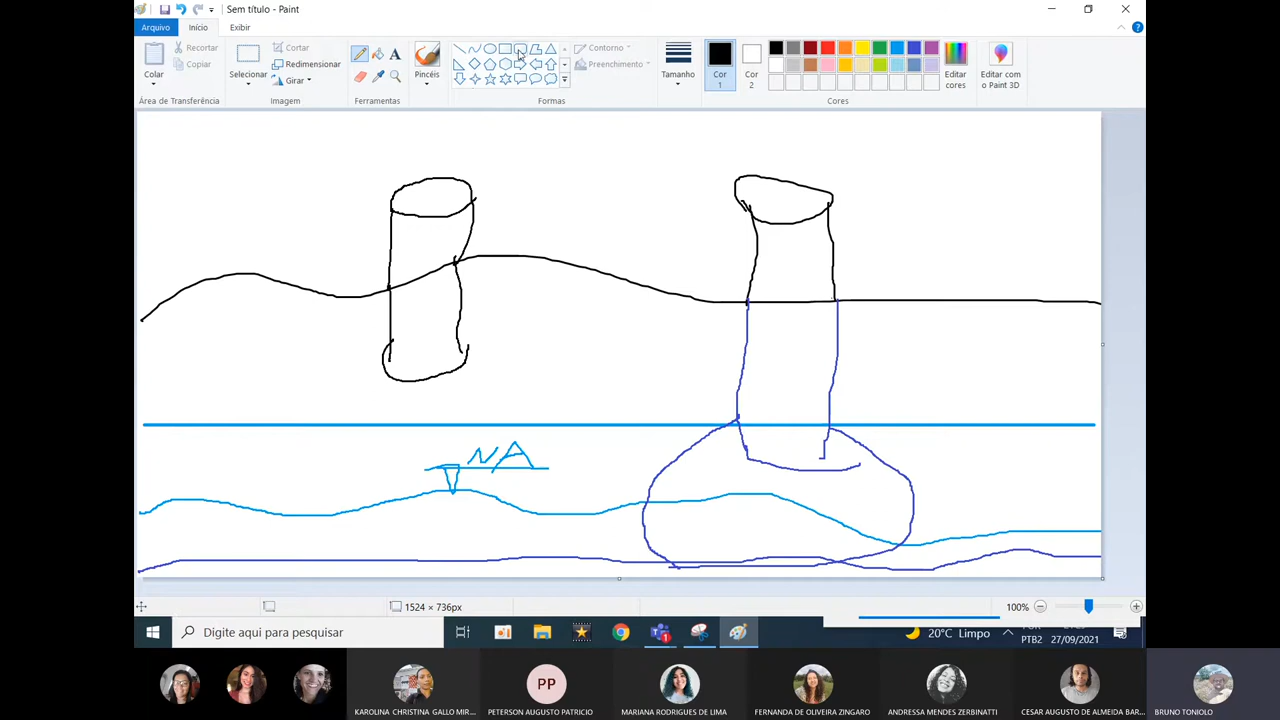 Sem título - Paint
Arquivo Início Exibir
Colar
Recortar
Copiar
Área de Transferência
Selecionar
Cortar
Redimensionar
Girar
Imagem
Ferramentas
Pincéis
Formas
Contorno
Preenchimento
Tamanho
Cor 1
Cor 2
Editar cores
Cores
Editar com o Paint 3D
NA
1524 × 736px
100%
Digite aqui para pesquisar
1
20°C Limpo
PTB2
27/09/2021
KAROLINA CHRISTINA GALLO MIR...
PP
PETERSON AUGUSTO PATRICIO
MARIANA RODRIGUES DE LIMA
FERNANDA DE OLIVEIRA ZINGARO
ANDRESSA MENDES ZERBINATTI
CESAR AUGUSTO DE ALMEIDA BAR...
BRUNO TONIOLO